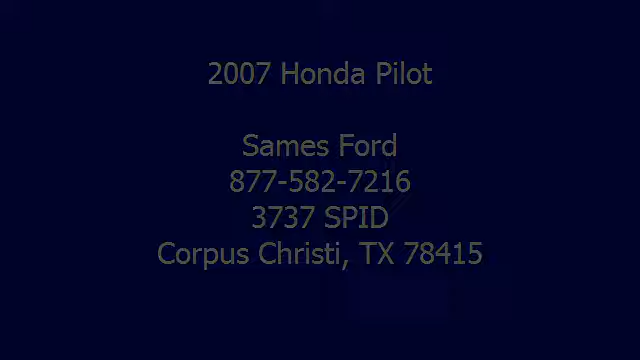 2007 Honda Pilot
Sames Ford
877-582-7216
3737 SPID
Corpus Christi, TX 78415